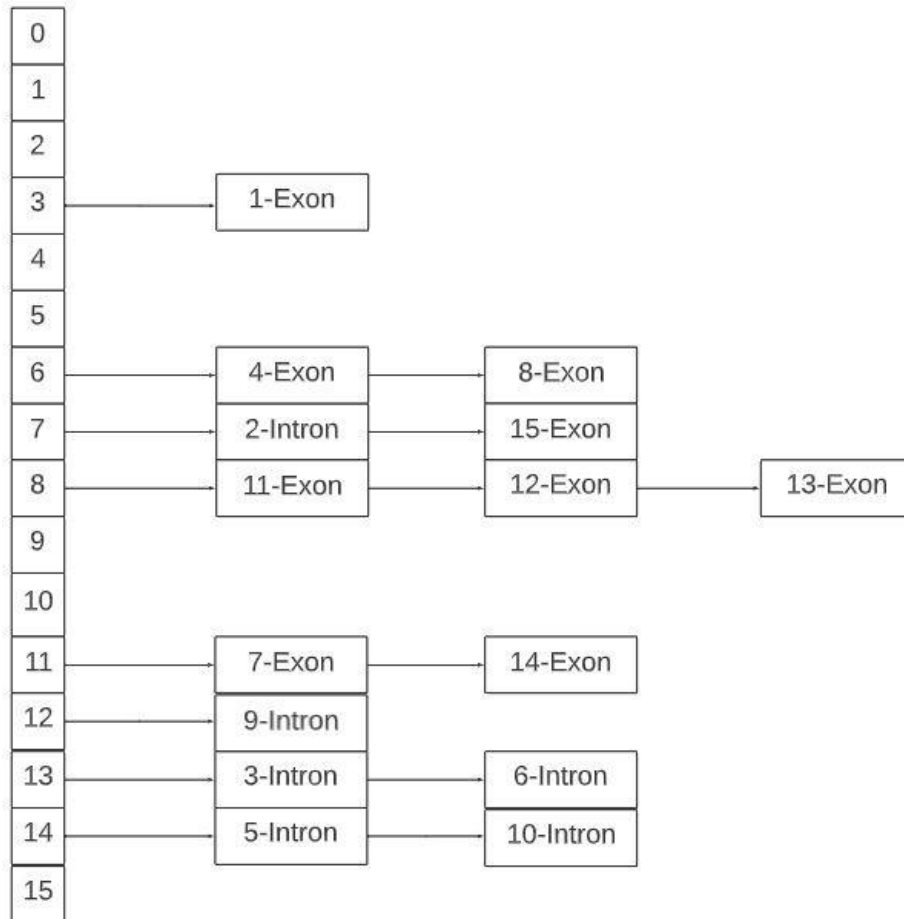 0
1
2
3 1-Exon
4
5
6 4-Exon 8-Exon
7 2-Intron 15-Exon
8 11-Exon 12-Exon 13-Exon
9
10
11 7-Exon 14-Exon
12 9-Intron
13 3-Intron 6-Intron
14 5-Intron 10-Intron
15